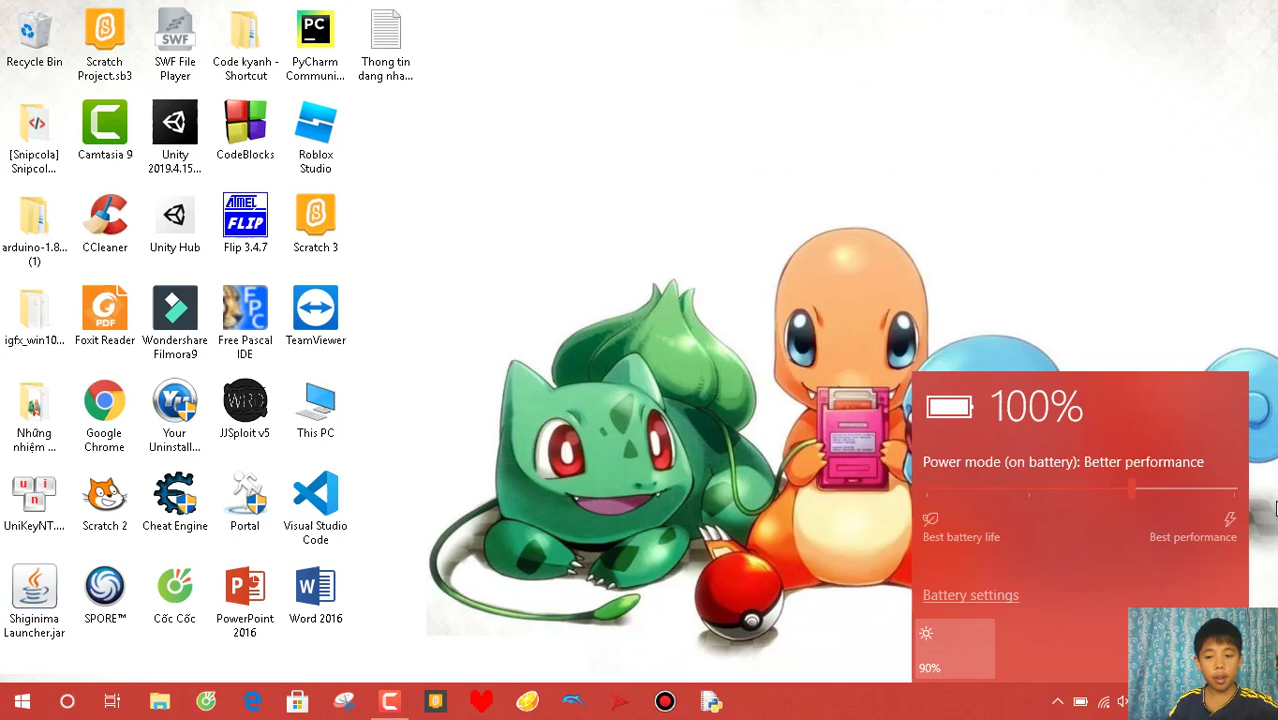 Recycle Bin
Scratch
Project.sb3
SWF
SWF File
Player
Code kyanh -
Shortcut
PC
PyCharm
Communi...
Thong tin
dang nha...
[Snipcola]
Snipcol...
Camtasia 9
Unity
2019.4.15...
CodeBlocks
Roblox
Studio
arduino-1.8...
(1)
CCleaner
Unity Hub
ATMEL
FLIP
Flip 3.4.7
Scratch 3
igfx_win10...
PDF
Foxit Reader
Wondershare
Filmora9
FPC
Free Pascal
IDE
TeamViewer
Những
nhiệm ...
Google
Chrome
Your
Uninstall...
WRD
JJSploit v5
This PC
u i
n
UniKeyNT....
Scratch 2
Cheat Engine
Portal
Visual Studio
Code
Java
Shiginima
Launcher.jar
SPORE™
Cốc Cốc
PowerPoint
2016
Word 2016
100%
Power mode (on battery): Better performance
Best battery life
Best performance
Battery settings
90%